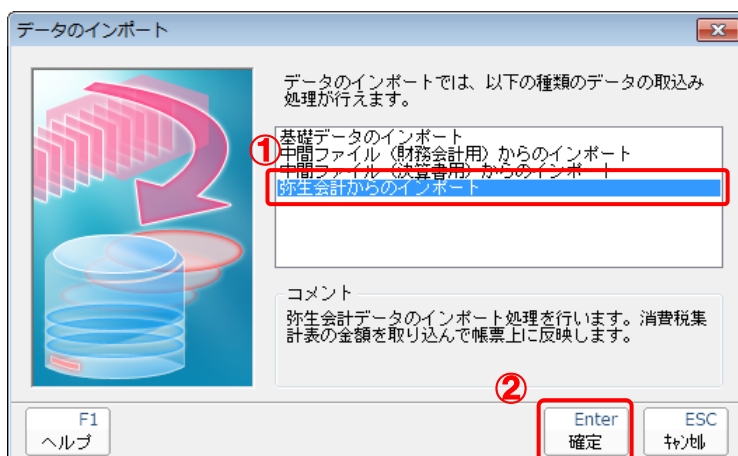 データのインポート
データのインポートでは、以下の種類のデータの取込み
処理が行えます。
①
基礎データのインポート
中間ファイル（財務会計用）からのインポート
中間ファイル（決算書用）からのインポート
弥生会計からのインポート
コメント
弥生会計データのインポート処理を行います。消費税集
計表の金額を取り込んで帳票上に反映します。
②
F1
ヘルプ
Enter
確定
ESC
ｷｬﾝｾﾙ